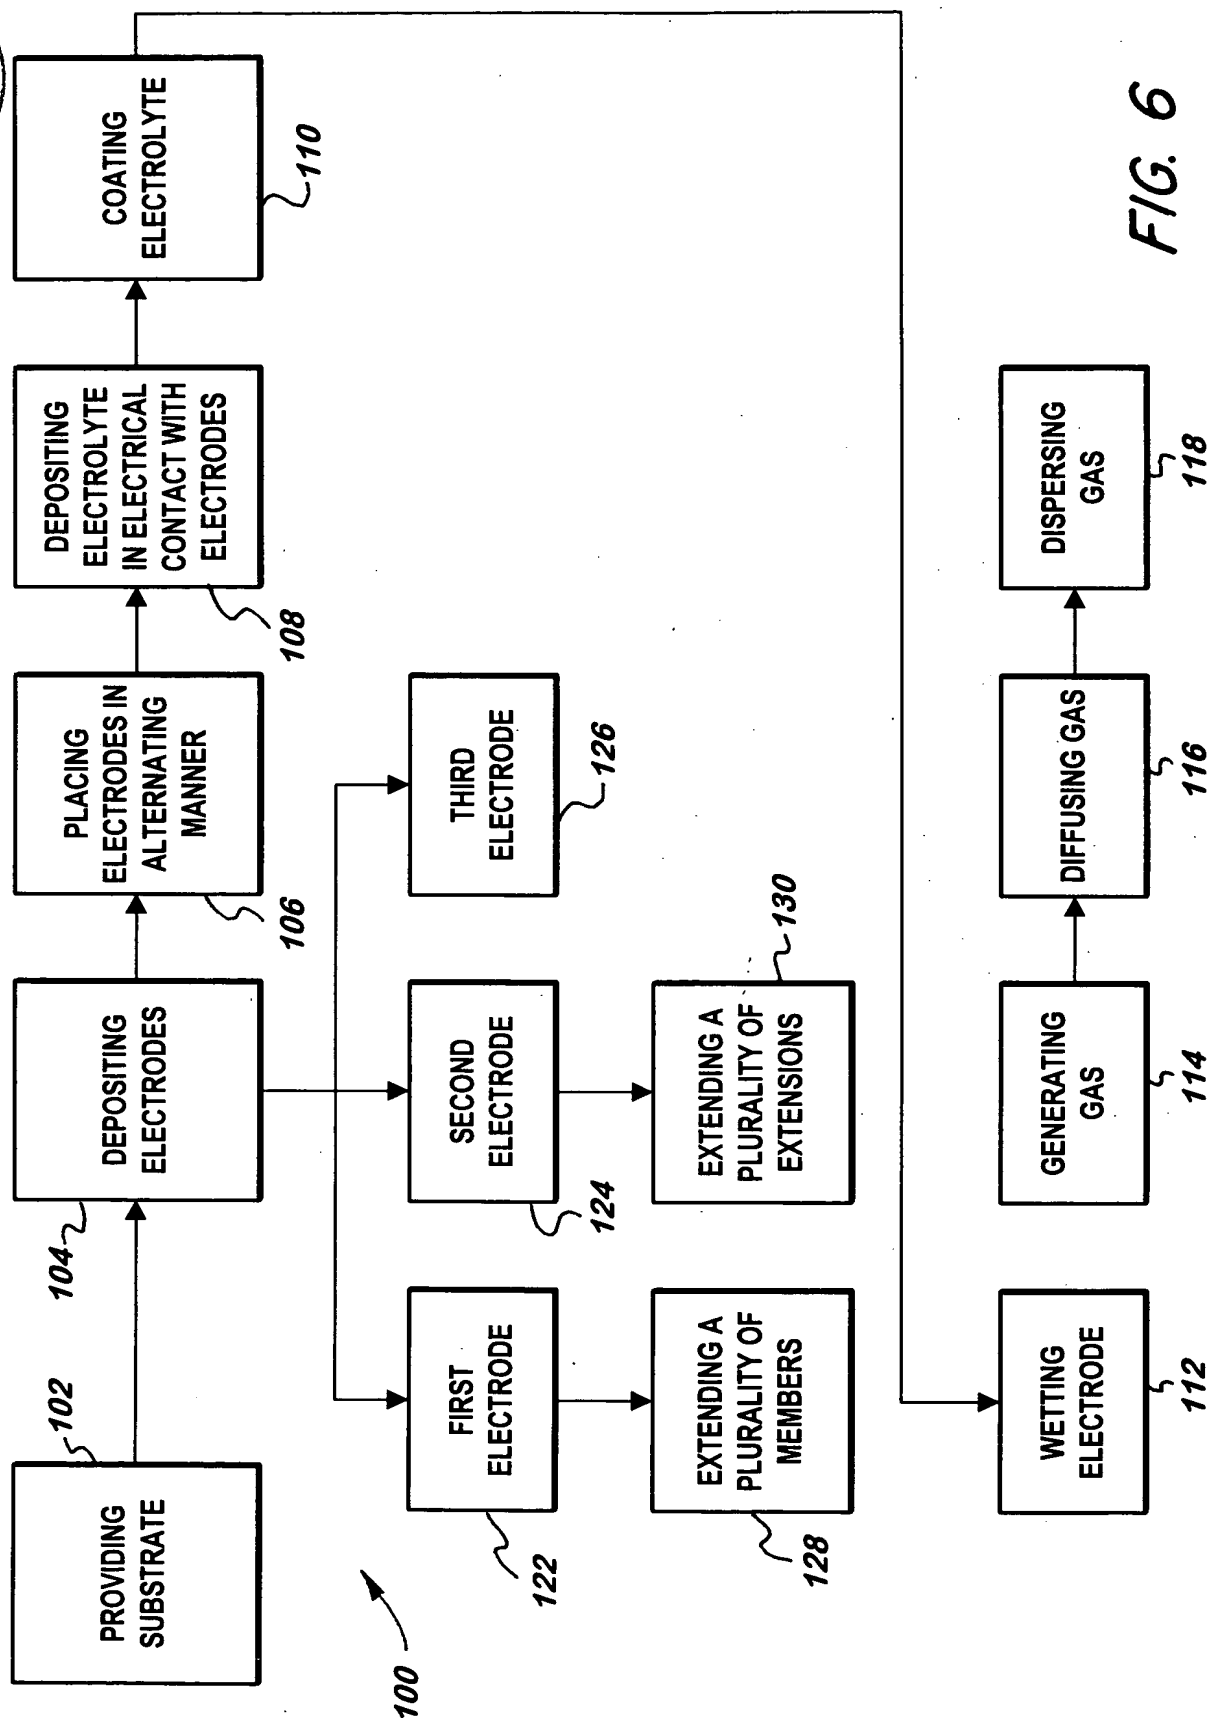 100
102
PROVIDING
SUBSTRATE
104
DEPOSITING
ELECTRODES
PLACING
ELECTRODES IN
ALTERNATING
MANNER
106
DEPOSITING
ELECTROLYTE
IN ELECTRICAL
CONTACT WITH
ELECTRODES
108
COATING
ELECTROLYTE
110
FIRST
ELECTRODE
122
SECOND
ELECTRODE
124
THIRD
ELECTRODE
126
EXTENDING A
PLURALITY OF
MEMBERS
128
EXTENDING A
PLURALITY OF
EXTENSIONS
130
WETTING
ELECTRODE
112
GENERATING
GAS
114
DIFFUSING GAS
116
DISPERSING
GAS
118
FIG. 6